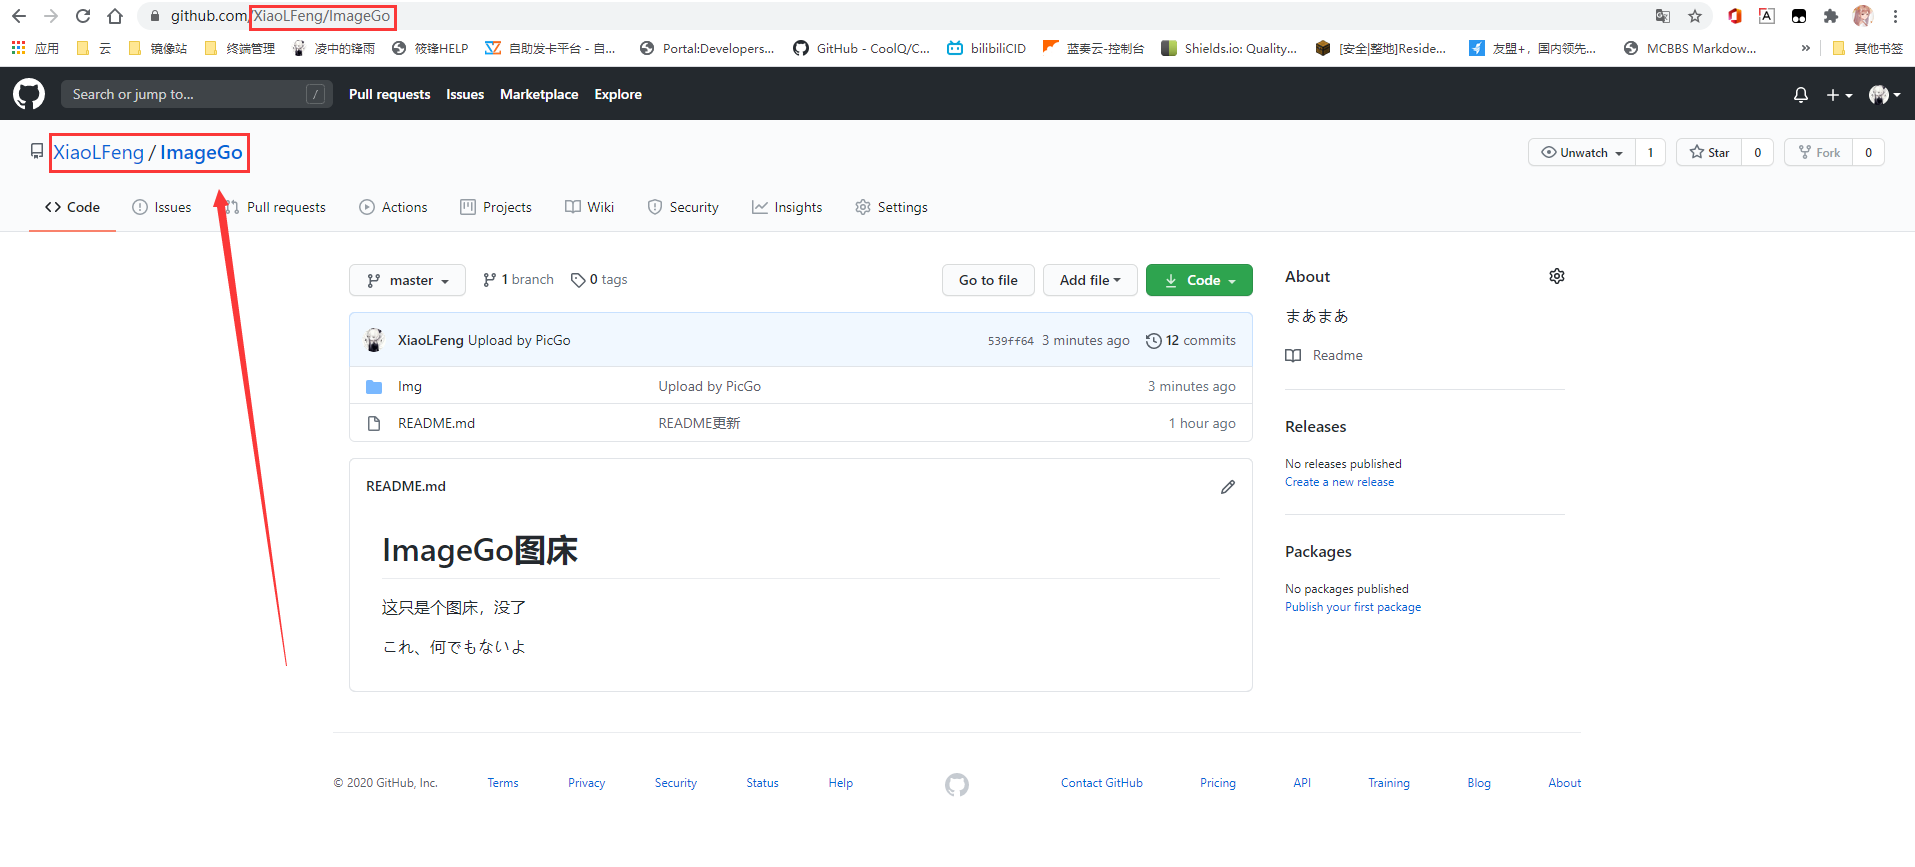 github.com/XiaoLFeng/ImageGo
应用 云 镜像站 终端管理 凌中的锋雨 筱锋HELP 自助发卡平台 - 自... Portal:Developers... GitHub - CoolQ/C... bilibiliCID 蓝奏云-控制台 Shields.io: Quality... [安全|整地]Reside... 友盟+，国内领先... MCBBS Markdow... » 其他书签
Search or jump to... / Pull requests Issues Marketplace Explore
XiaoLFeng / ImageGo
Unwatch 1 Star 0 Fork 0
Code Issues Pull requests Actions Projects Wiki Security Insights Settings
master 1 branch 0 tags Go to file Add file Code
XiaoLFeng Upload by PicGo 539ff64 3 minutes ago 12 commits
Img Upload by PicGo 3 minutes ago
README.md README更新 1 hour ago
README.md
ImageGo图床
这只是个图床，没了
これ、何でもないよ
About
まあまあ
Readme
Releases
No releases published
Create a new release
Packages
No packages published
Publish your first package
© 2020 GitHub, Inc. Terms Privacy Security Status Help Contact GitHub Pricing API Training Blog About